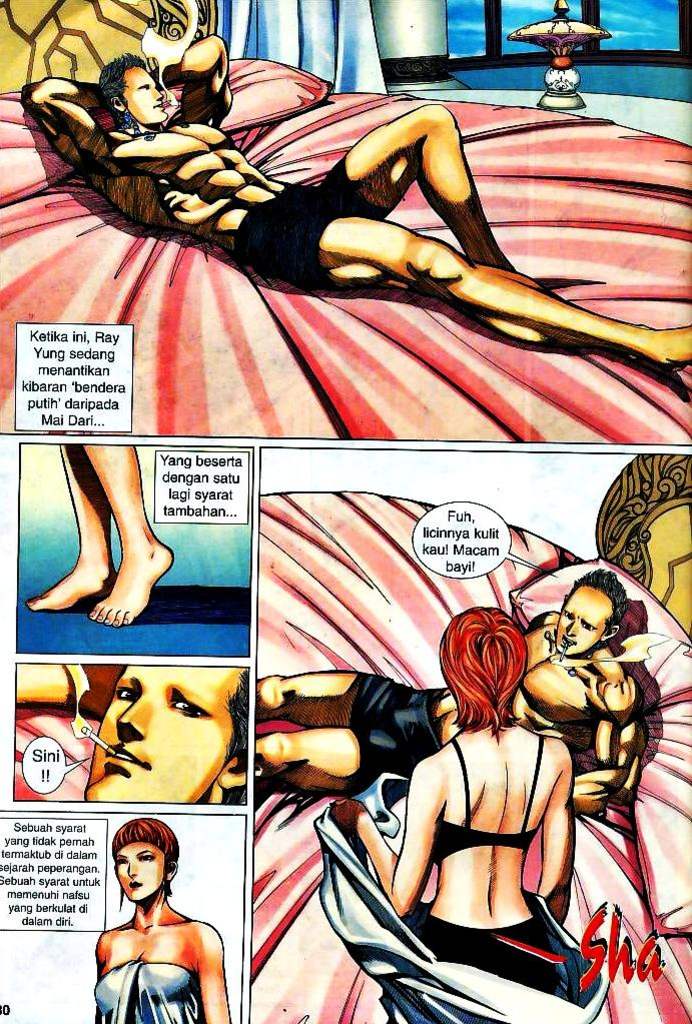 Ketika ini, Ray
Yung sedang
menantikan
kibaran 'bendera
putih' daripada
Mai Dari...
Yang beserta
dengan satu
lagi syarat
tambahan...
Fuh,
licinnya kulit
kau! Macam
bayi!
Sini
!!
Sebuah syarat
yang tidak pernah
termaktub di dalam
sejarah peperangan.
Sebuah syarat untuk
memenuhi nafsu
yang berkulat di
dalam diri.
Sha
30